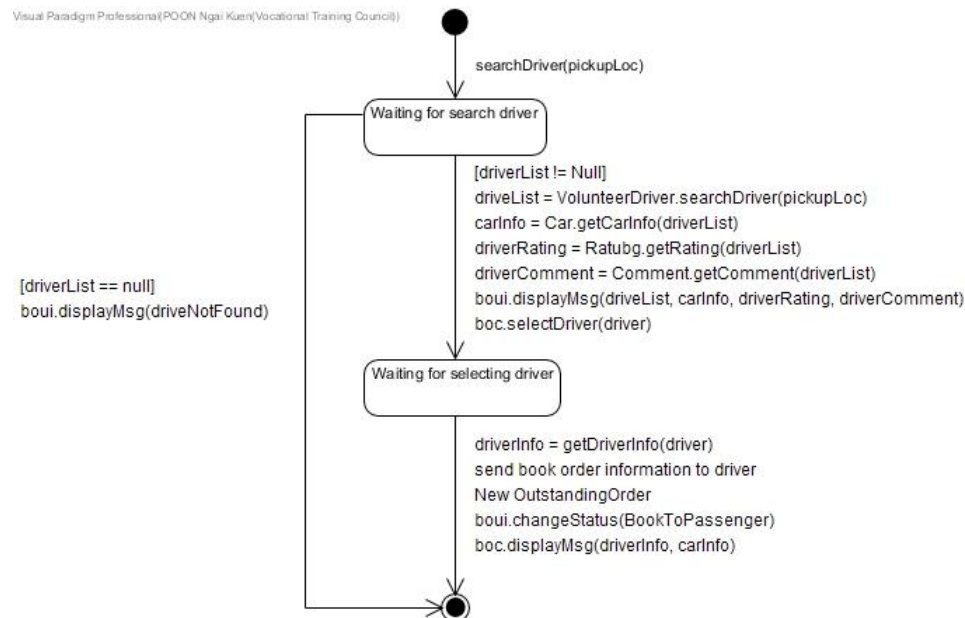 Visual Paradigm Professional(POON Ngai Kuen(Vocational Training Council))
searchDriver(pickupLoc)
Waiting for search driver
[driverList != Null]
driveList = VolunteerDriver.searchDriver(pickupLoc)
carInfo = Car.getCarInfo(driverList)
driverRating = Ratubg.getRating(driverList)
driverComment = Comment.getComment(driverList)
boui.displayMsg(driveList, carInfo, driverRating, driverComment)
boc.selectDriver(driver)
[driverList == null]
boui.displayMsg(driveNotFound)
Waiting for selecting driver
driverInfo = getDriverInfo(driver)
send book order information to driver
New OutstandingOrder
boui.changeStatus(BookToPassenger)
boc.displayMsg(driverInfo, carInfo)